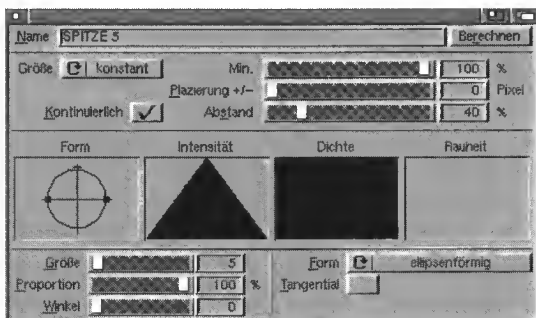 Name SPITZE 5 Berechnen
Größe konstant Min. 100 %
Plazierung +/- 0 Pixel
Kontinuierlich Abstand 40 %
Form Intensität Dichte Rauheit
Größe 5 Form ellipsenförmig
Proportion 100 % Tangential
Winkel 0